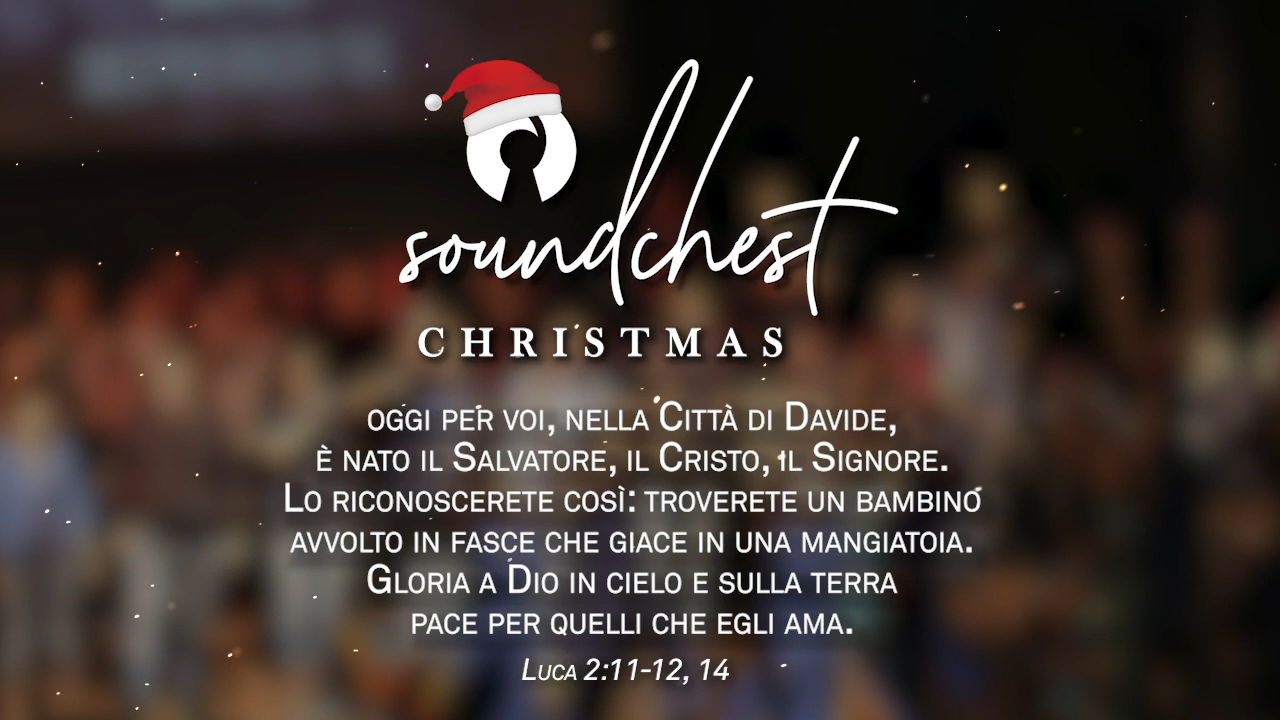 soundchest
CHRISTMAS
OGGI PER VOI, NELLA CITTÀ DI DAVIDE,
È NATO IL SALVATORE, IL CRISTO, IL SIGNORE.
LO RICONOSCERETE COSÌ: TROVERETE UN BAMBINO
AVVOLTO IN FASCE CHE GIACE IN UNA MANGIATOIA.
GLORIA A DIO IN CIELO E SULLA TERRA
PACE PER QUELLI CHE EGLI AMA.
LUCA 2:11-12, 14